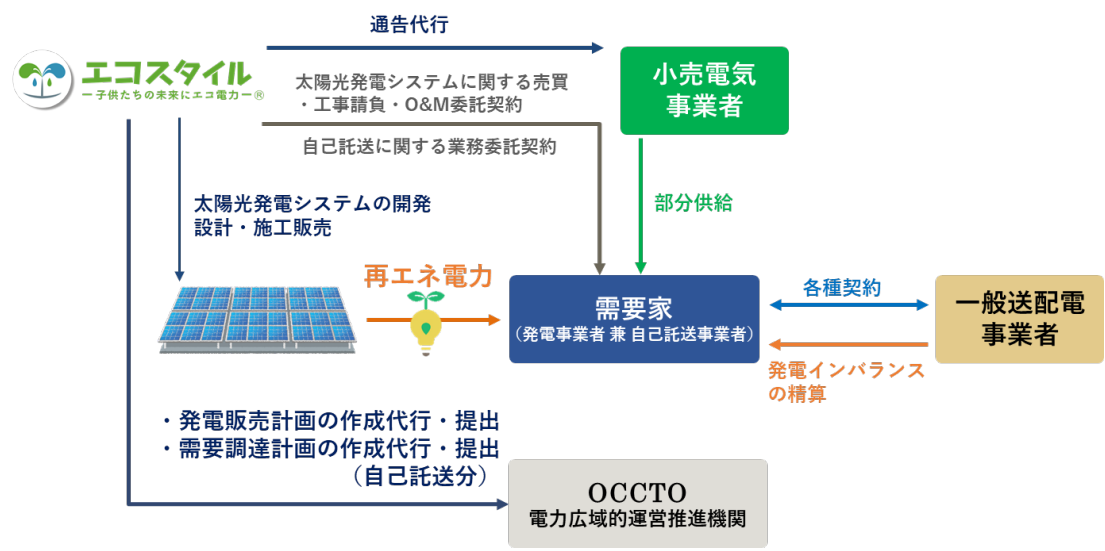 通告代行
エコスタイル
ー子供たちの未来にエコ電力ー®
小売電気
事業者
太陽光発電システムに関する売買
・工事請負・O&M委託契約
自己託送に関する業務委託契約
太陽光発電システムの開発
設計・施工販売
部分供給
再エネ電力
需要家
（発電事業者 兼 自己託送事業者）
各種契約
一般送配電
事業者
発電インバランス
の精算
・発電販売計画の作成代行・提出
・需要調達計画の作成代行・提出
（自己託送分）
OCCTO
電力広域的運営推進機関